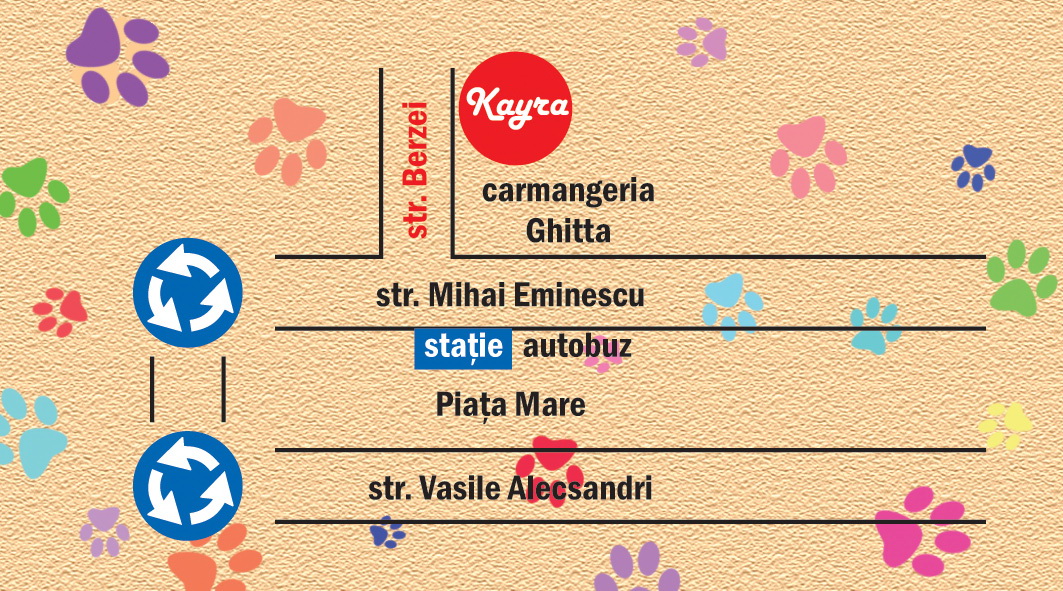 Kayra
str. Berzei
carmangeria
Ghitta
str. Mihai Eminescu
stație autobuz
Piața Mare
str. Vasile Alecsandri